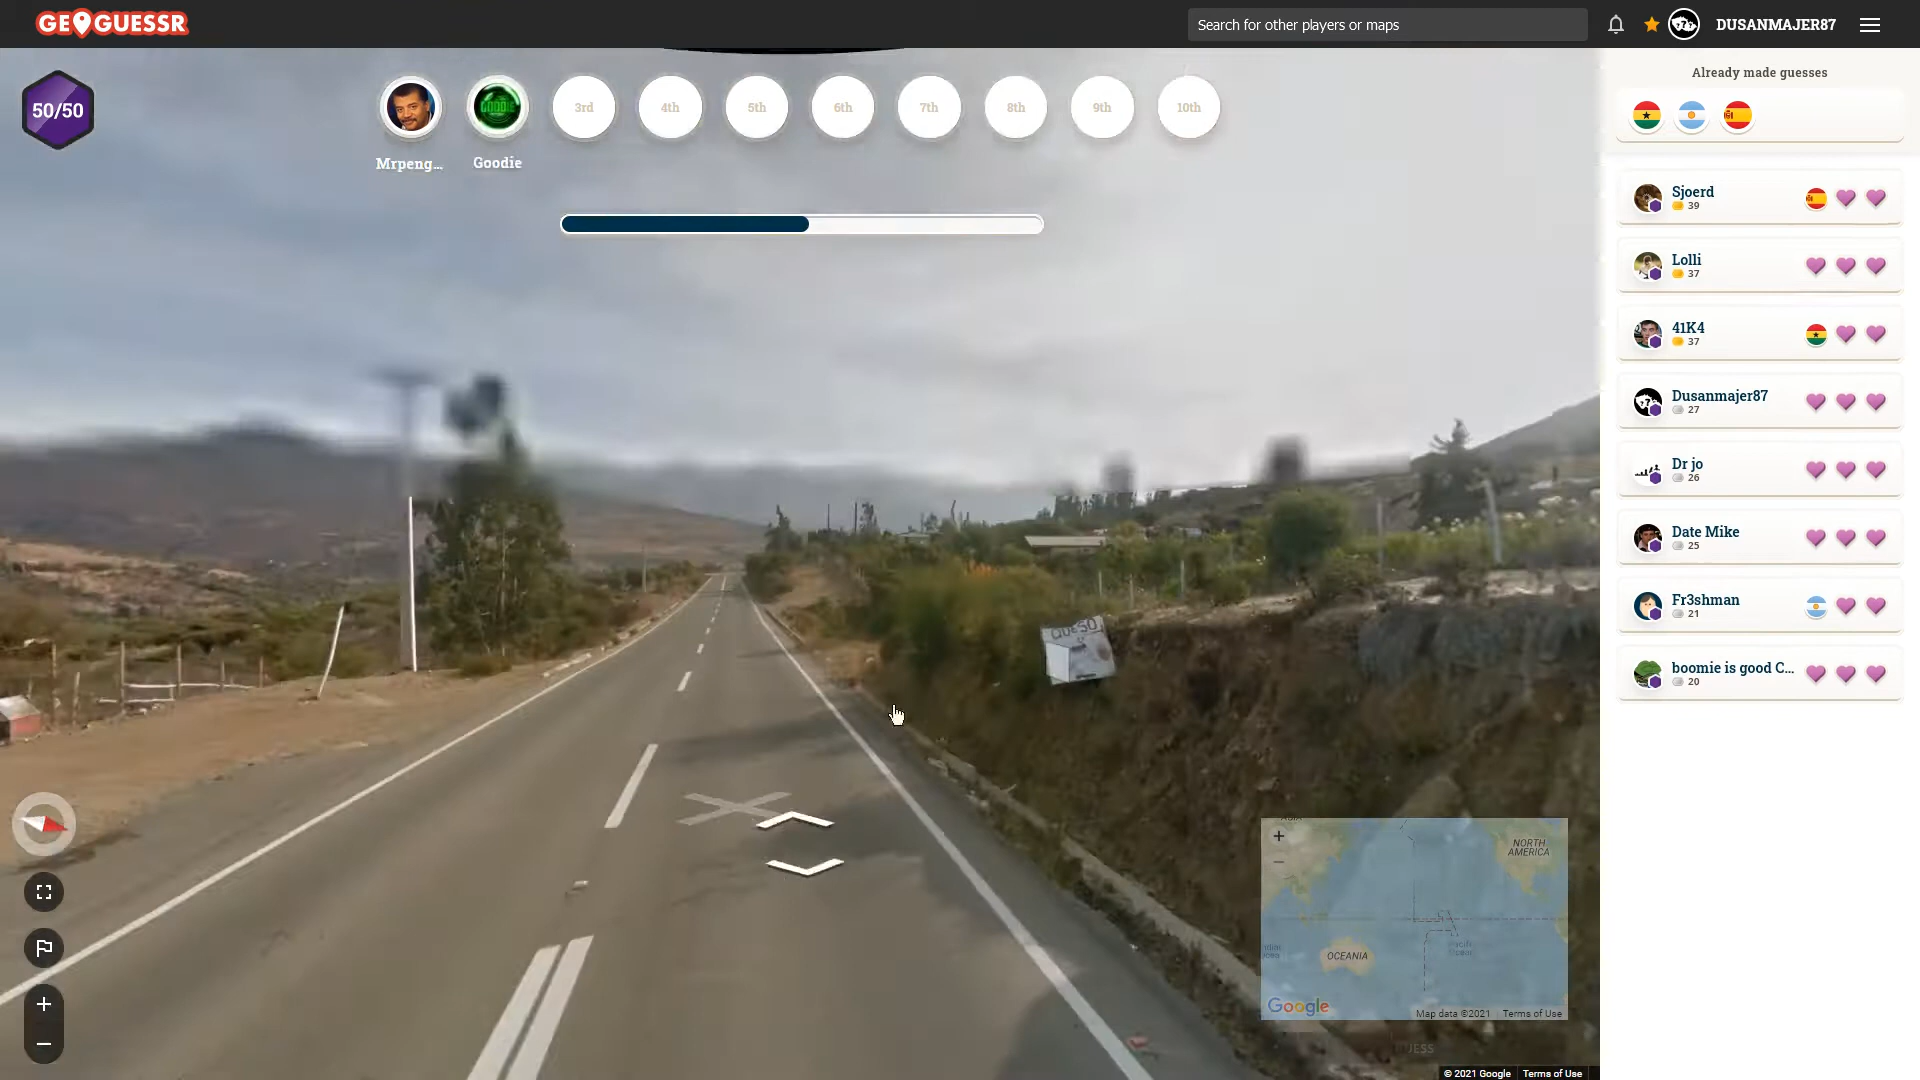 GEOGUESSR
Search for other players or maps
DUSANMAJER87
50/50
3rd
4th
5th
6th
7th
8th
9th
10th
Mrpeng...
Goodie
Already made guesses
Sjoerd
39
Lolli
37
41K4
37
Dusanmajer87
27
Dr jo
26
Date Mike
25
Fr3shman
21
boomie is good C...
20
QUESO
NORTH
AMERICA
OCEANIA
Pacific
Ocean
Google
Map data ©2021
Terms of Use
© 2021 Google
Terms of Use